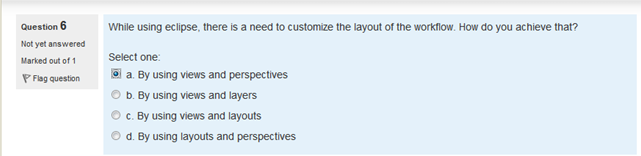 Question 6
Not yet answered
Marked out of 1
Flag question
While using eclipse, there is a need to customize the layout of the workflow. How do you achieve that?
Select one:
a. By using views and perspectives
b. By using views and layers
c. By using views and layouts
d. By using layouts and perspectives